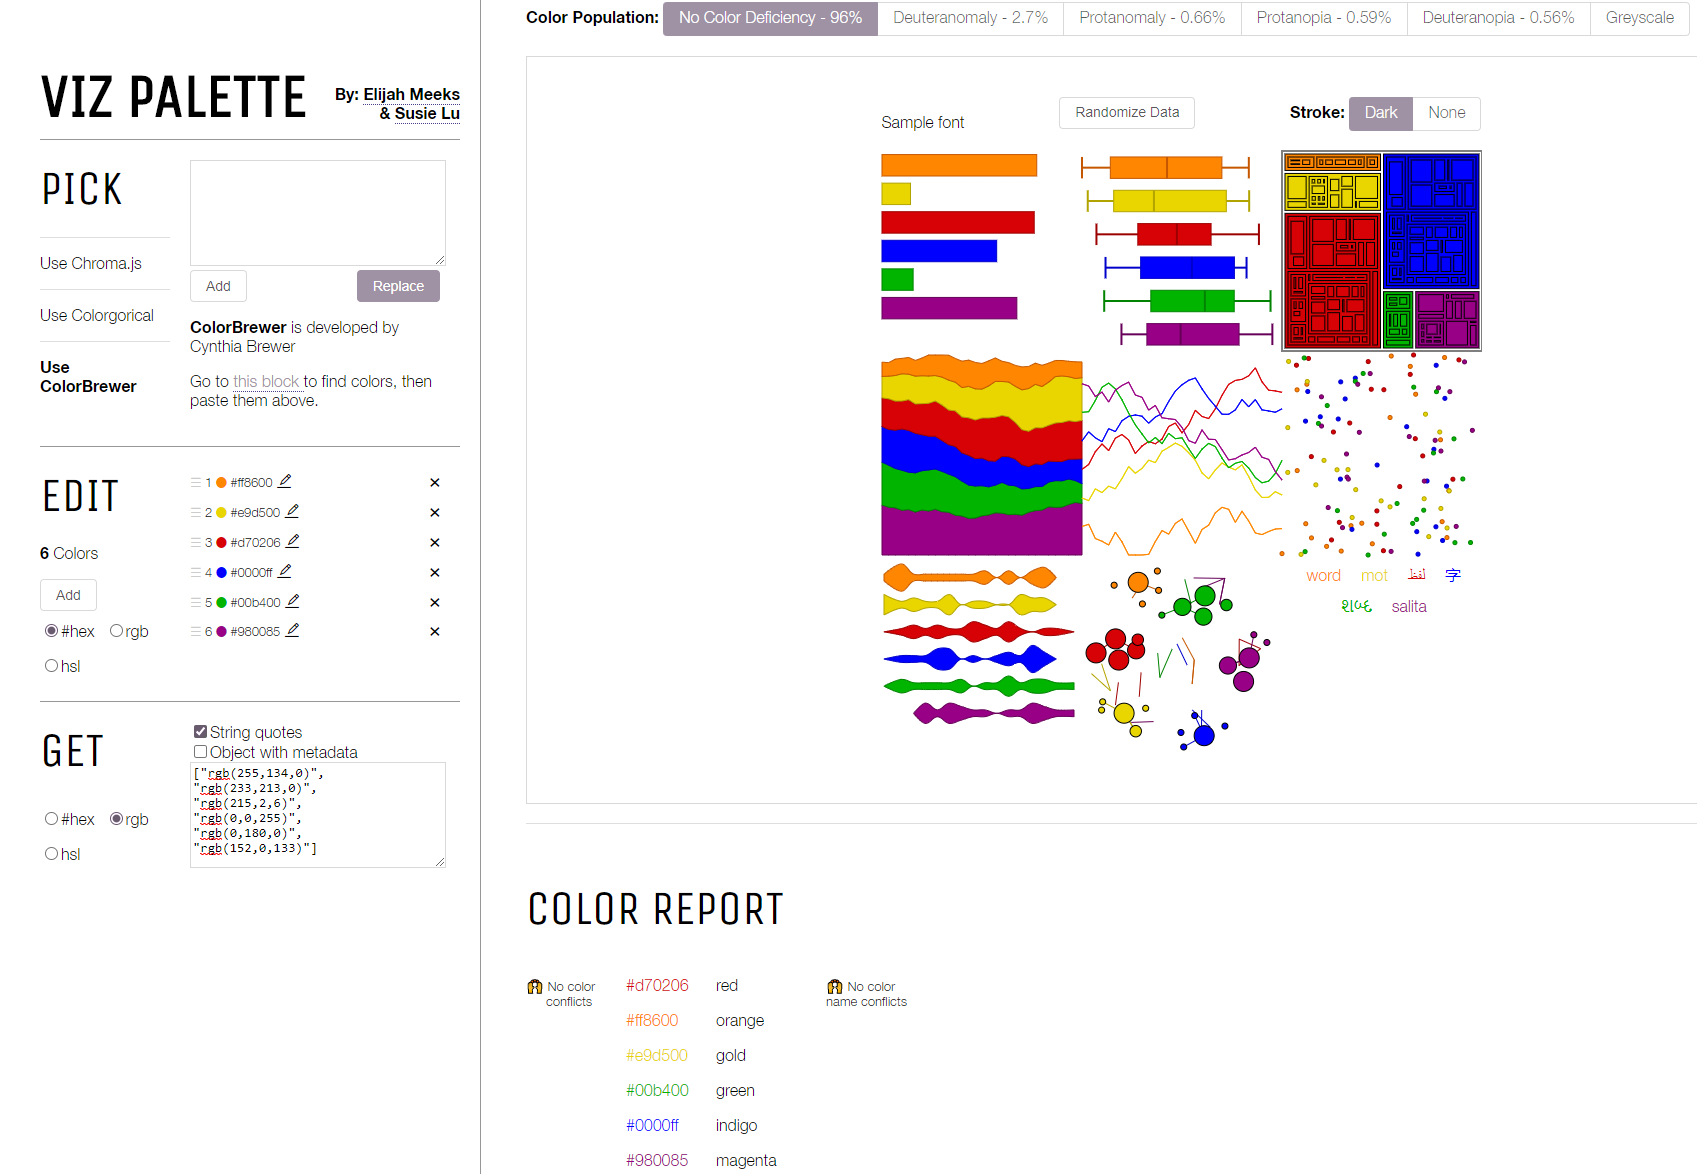 Color Population: No Color Deficiency - 96% Deuteranomaly - 2.7% Protanomaly - 0.66% Protanopia - 0.59% Deuteranopia - 0.56% Greyscale
VIZ PALETTE
By: Elijah Meeks
& Susie Lu
PICK
Use Chroma.js
Use Colorgorical
Use
ColorBrewer
Add Replace
ColorBrewer is developed by
Cynthia Brewer
Go to this block to find colors, then
paste them above.
EDIT
6 Colors
Add
#hex rgb
hsl
1 #ff8600
2 #e9d500
3 #d70206
4 #0000ff
5 #00b400
6 #980085
GET
#hex rgb
hsl
String quotes
Object with metadata
["rgb(255,134,0)",
"rgb(233,213,0)",
"rgb(215,2,6)",
"rgb(0,0,255)",
"rgb(0,180,0)",
"rgb(152,0,133)"]
Sample font
Randomize Data
Stroke: Dark None
word mot 字
salita
COLOR REPORT
No color
conflicts
#d70206 red
#ff8600 orange
#e9d500 gold
#00b400 green
#0000ff indigo
#980085 magenta
No color
name conflicts